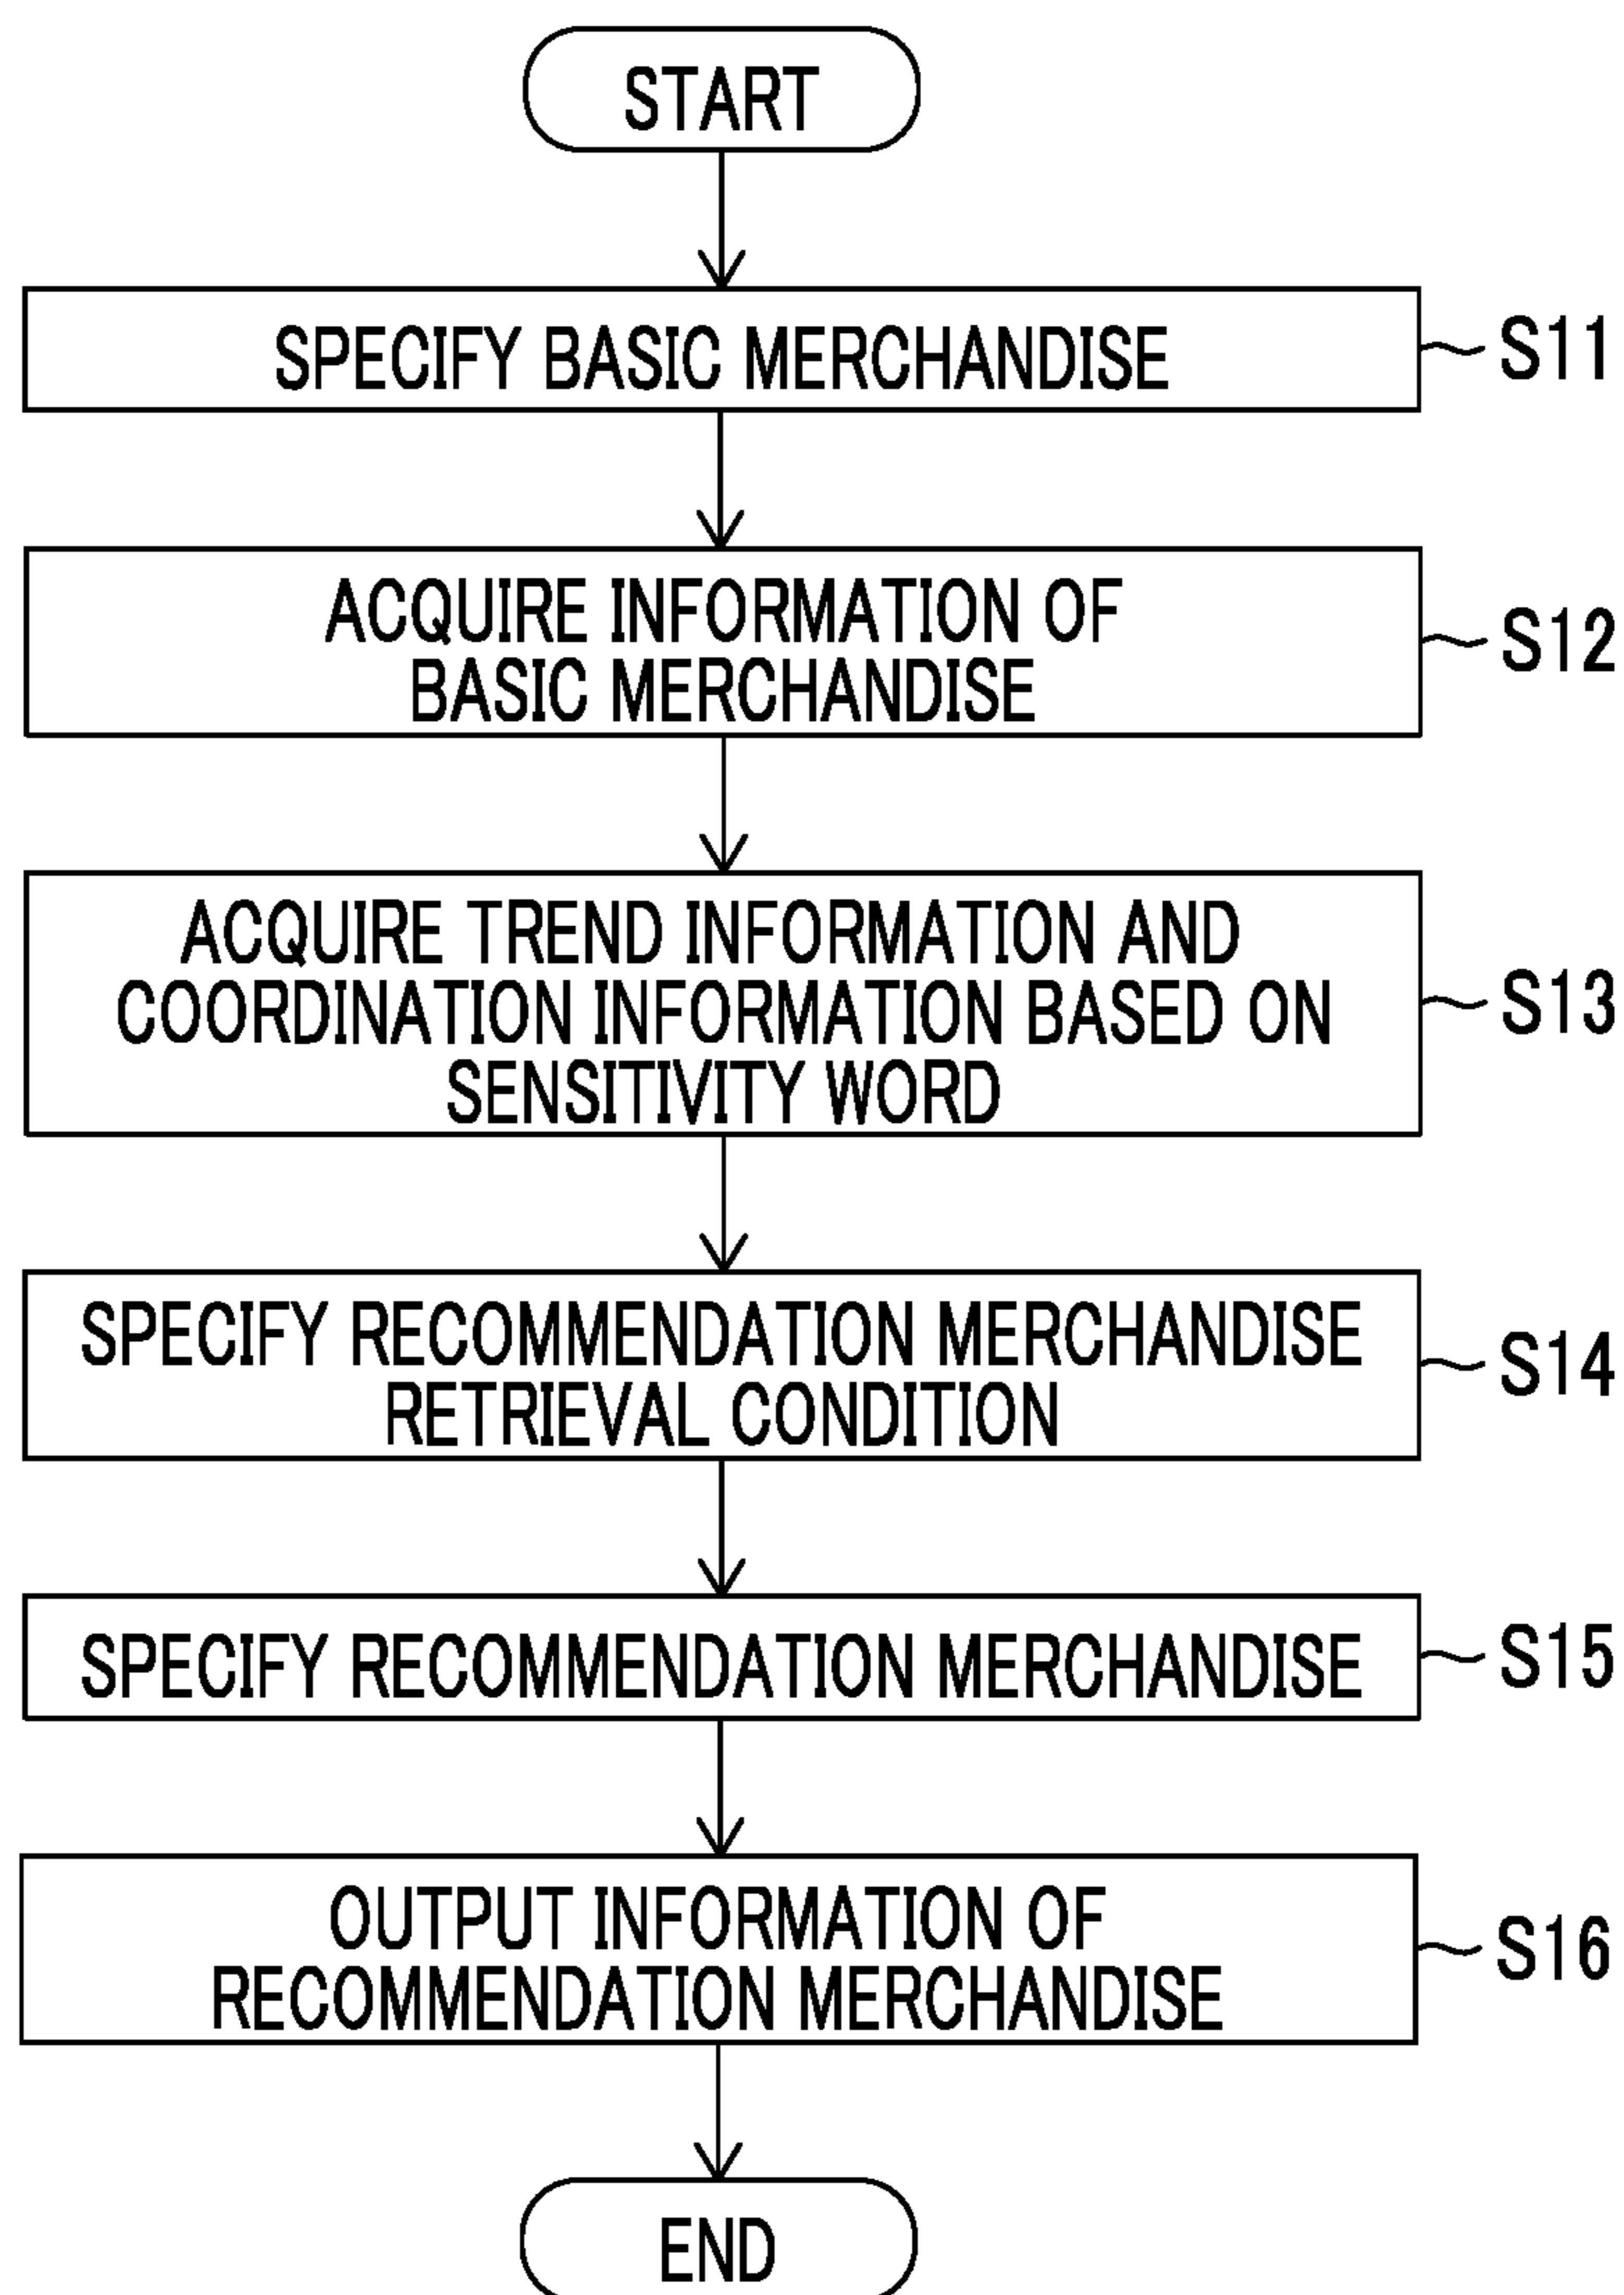 START
SPECIFY BASIC MERCHANDISE
S11
ACQUIRE INFORMATION OF
BASIC MERCHANDISE
S12
ACQUIRE TREND INFORMATION AND
COORDINATION INFORMATION BASED ON
SENSITIVITY WORD
S13
SPECIFY RECOMMENDATION MERCHANDISE
RETRIEVAL CONDITION
S14
SPECIFY RECOMMENDATION MERCHANDISE
S15
OUTPUT INFORMATION OF
RECOMMENDATION MERCHANDISE
S16
END